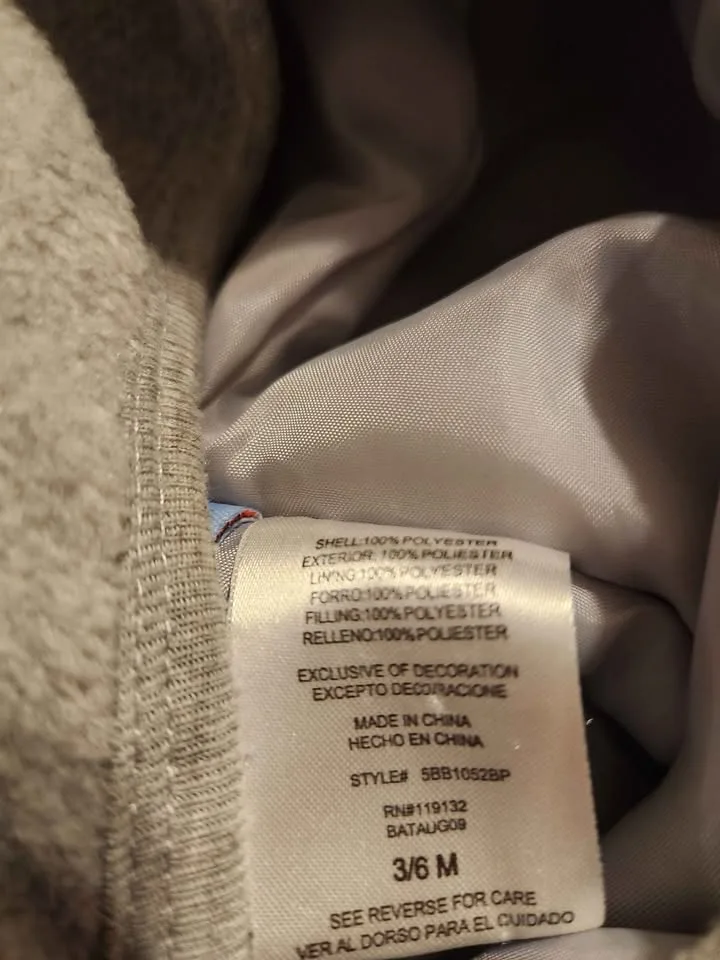 SHELL:100% POLYESTER
EXTERIOR: 100% POLIESTER
LINING:100% POLYESTER
FORRO:100% POLIESTER
FILLING:100% POLYESTER
RELLENO:100% POLIESTER
EXCLUSIVE OF DECORATION
EXCEPTO DECORACIONE
MADE IN CHINA
HECHO EN CHINA
STYLE# 5BB1052BP
RN#119132
BATAUG09
3/6 M
SEE REVERSE FOR CARE
VER AL DORSO PARA EL CUIDADO